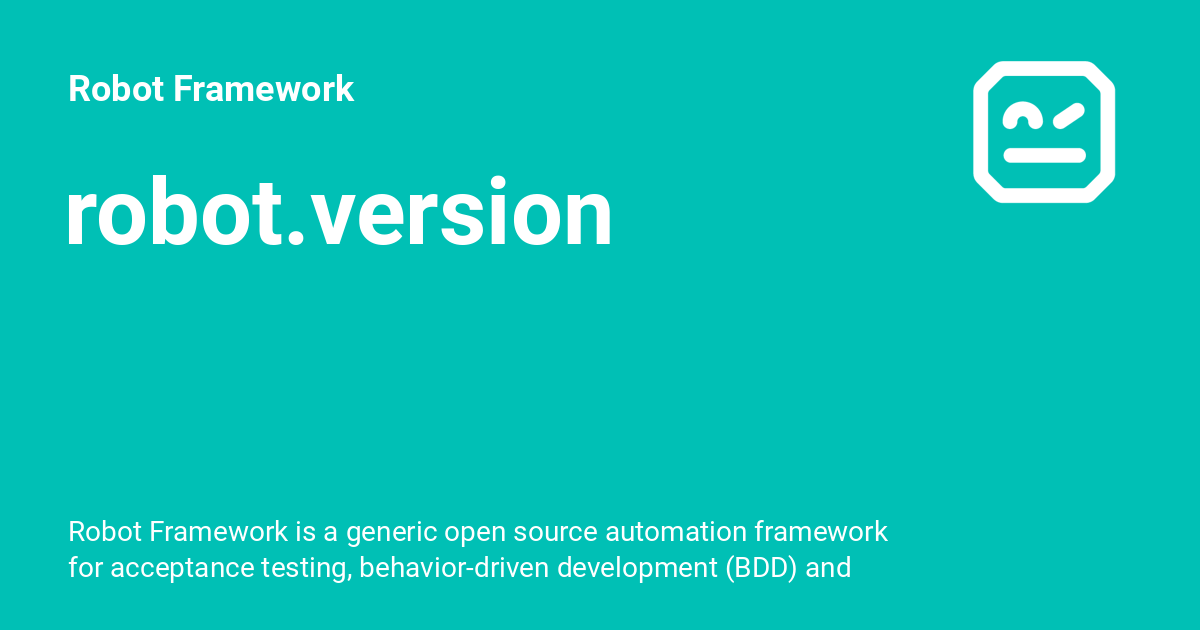 Robot Framework
robot.version
Robot Framework is a generic open source automation framework
for acceptance testing, behavior-driven development (BDD) and